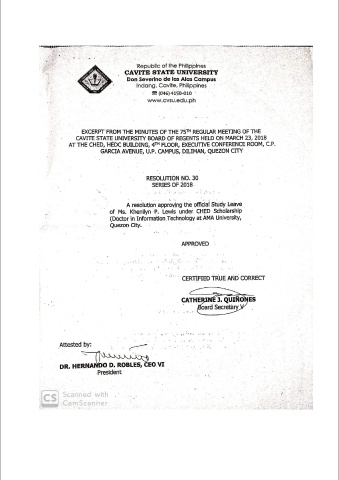 Republic of the Philippines
CAVITE STATE UNIVERSITY
Don Severino de las Alas Campus
Indang, Cavite, Philippines
☎ (046) 4150-010
www.cvsu.edu.ph
EXCERPT FROM THE MINUTES OF THE 75TH REGULAR MEETING OF THE
CAVITE STATE UNIVERSITY BOARD OF REGENTS HELD ON MARCH 23, 2018
AT THE CHED, HEDC BUILDING, 4TH FLOOR, EXECUTIVE CONFERENCE ROOM, C.P.
GARCIA AVENUE, U.P. CAMPUS, DILIMAN, QUEZON CITY
RESOLUTION NO. 30
SERIES OF 2018
A resolution approving the official Study Leave
of Ms. Khenilyn P. Lewis under CHED Scholarship
(Doctor in Information Technology at AMA University,
Quezon City.
APPROVED
CERTIFIED TRUE AND CORRECT
CATHERINE J. QUIÑONES
Board Secretary V
Attested by:
DR. HERNANDO D. ROBLES, CEO VI
President
CS Scanned with
CamScanner